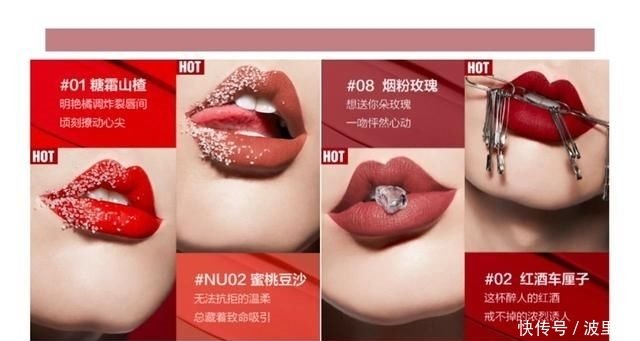 #01 糖霜山楂
明艳橘调炸裂唇间
顷刻撩动心尖
HOT
HOT
#NU02 蜜桃豆沙
无法抗拒的温柔
总藏着致命吸引
#08 烟粉玫瑰
想送你朵玫瑰
一吻怦然心动
HOT
HOT
#02 红酒车厘子
这杯醉人的红酒
戒不掉的浓烈诱人
快传号 / 波里